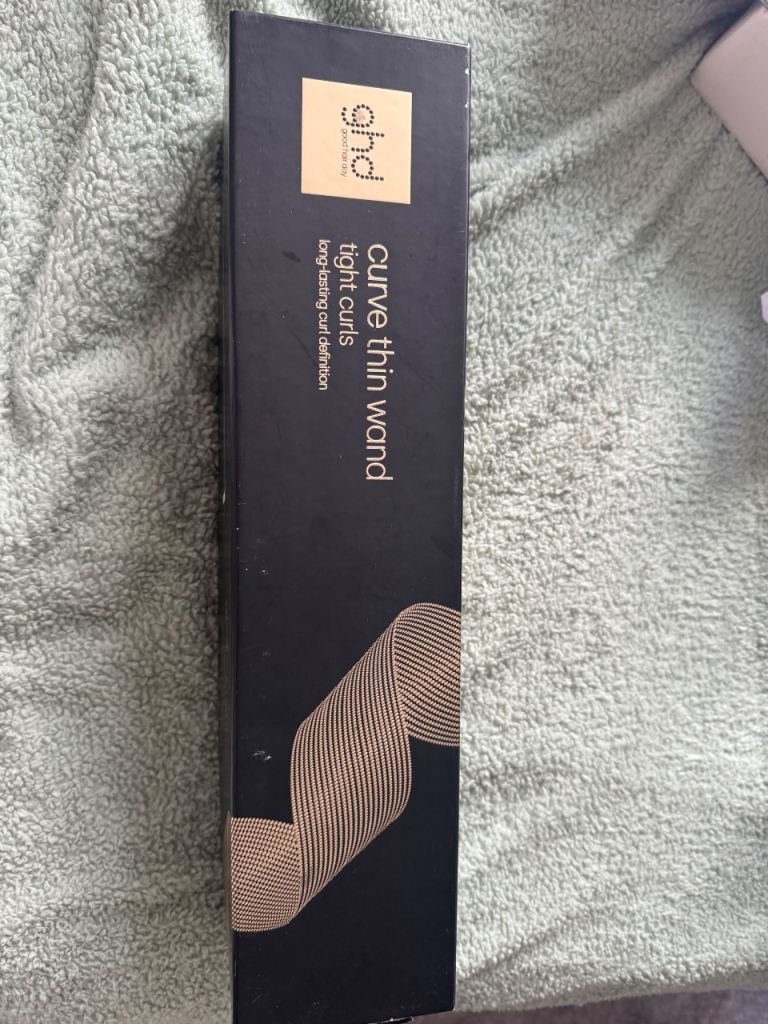 ghd
good hair day
curve thin wand
tight curls
long-lasting curl definition